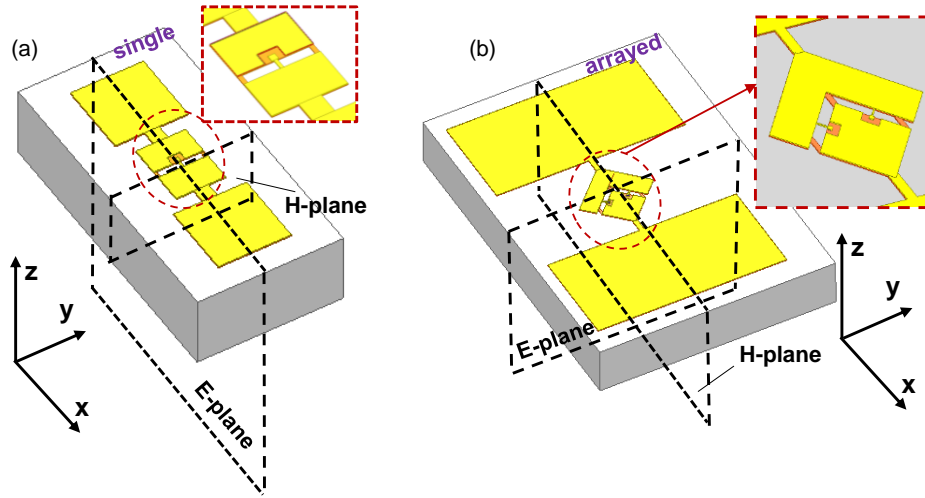 (a)
single
H-plane
E-plane
z
y
x
(b)
arrayed
E-plane
H-plane
z
y
x